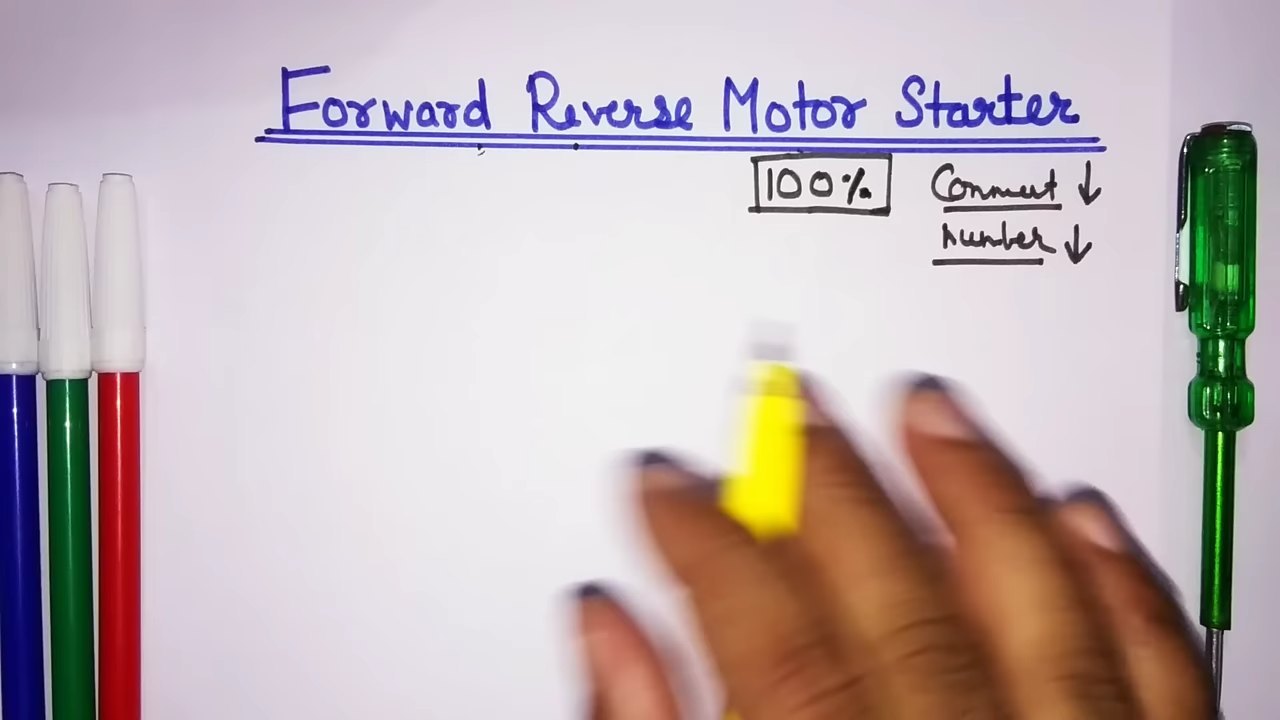 Forward Reverse Motor Starter
100% Comment ↓
Number ↓